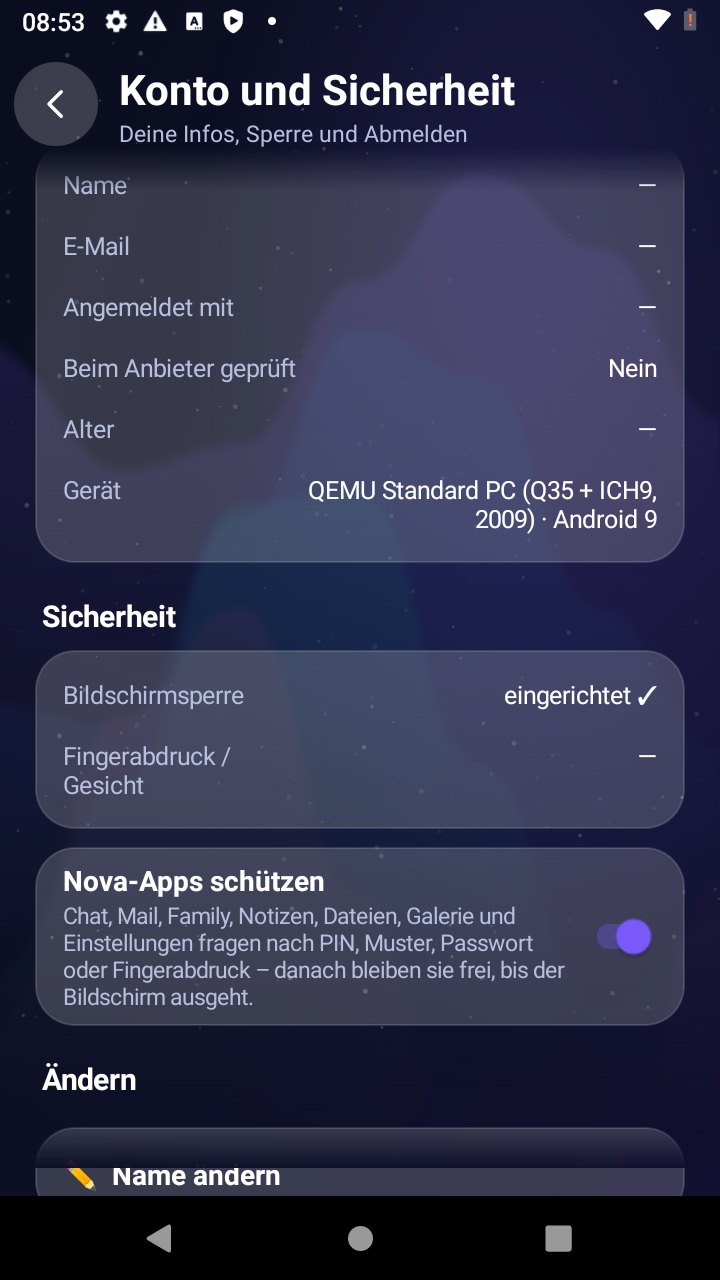 08:53
Konto und Sicherheit
Deine Infos, Sperre und Abmelden
Name –
E-Mail –
Angemeldet mit –
Beim Anbieter geprüft Nein
Alter –
Gerät QEMU Standard PC (Q35 + ICH9,
2009) · Android 9
Sicherheit
Bildschirmsperre eingerichtet ✓
Fingerabdruck / –
Gesicht
Nova-Apps schützen
Chat, Mail, Family, Notizen, Dateien, Galerie und
Einstellungen fragen nach PIN, Muster, Passwort
oder Fingerabdruck – danach bleiben sie frei, bis der
Bildschirm ausgeht.
Ändern
Name ändern